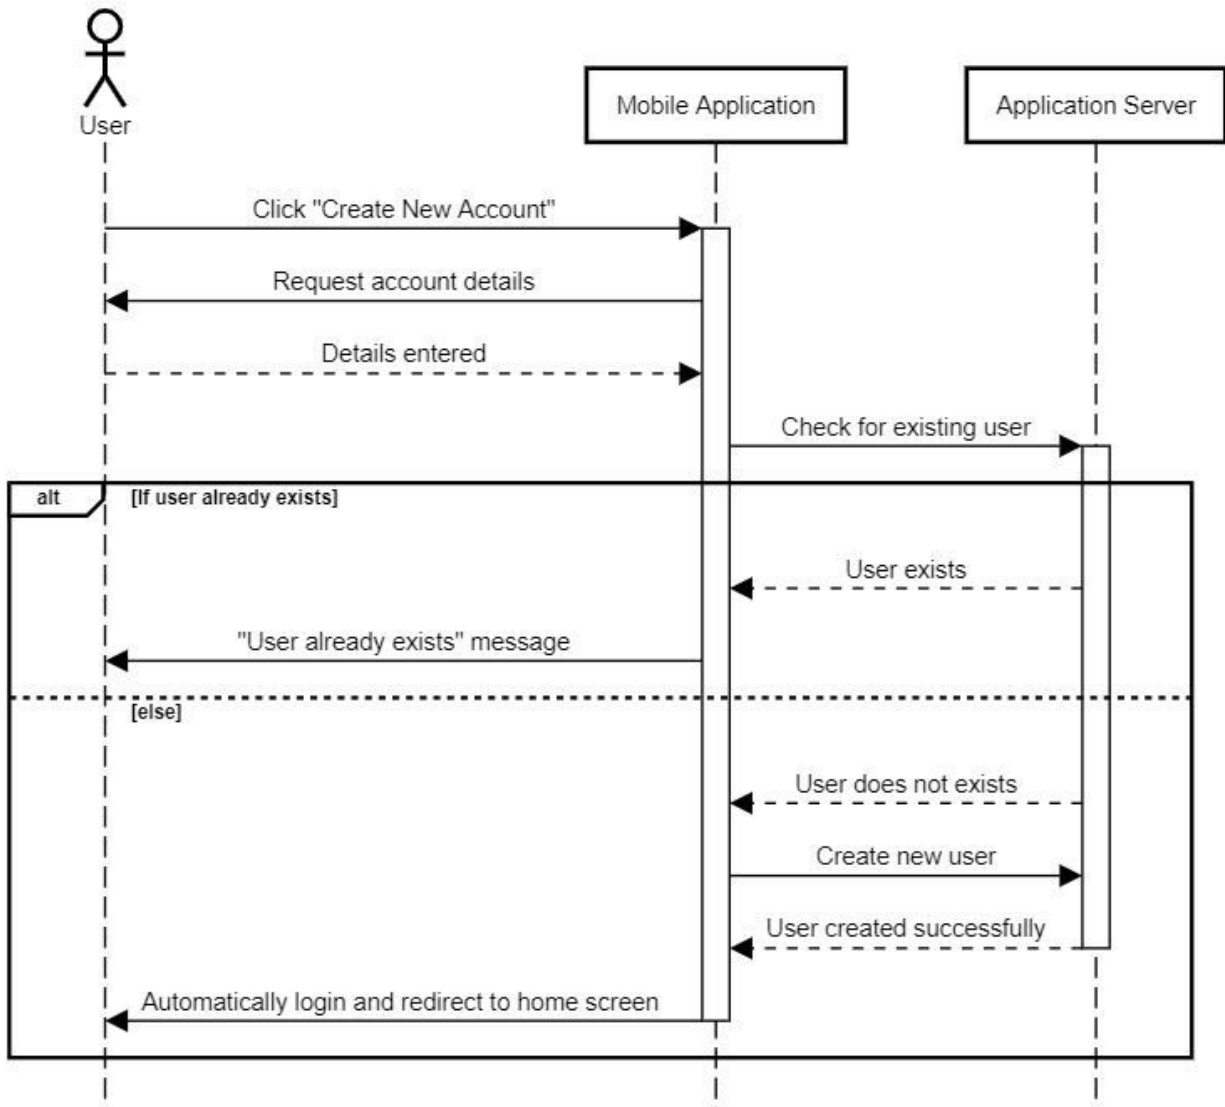 User
Mobile Application
Application Server
Click "Create New Account"
Request account details
Details entered
Check for existing user
alt
[If user already exists]
User exists
"User already exists" message
[else]
User does not exists
Create new user
User created successfully
Automatically login and redirect to home screen